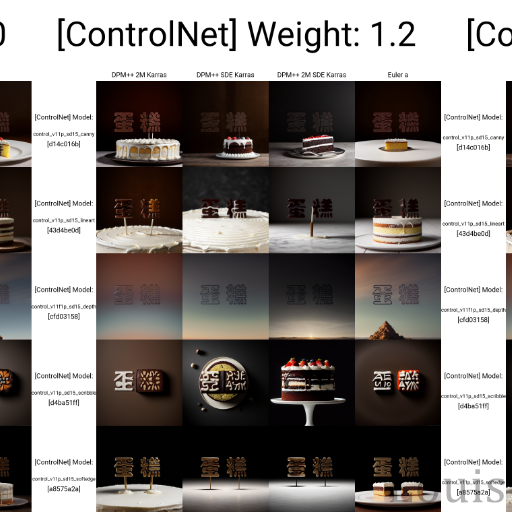 0 [ControlNet] Weight: 1.2 [Co
DPM++ 2M Karras DPM++ SDE Karras DPM++ 2M SDE Karras Euler a
[ControlNet] Model:
control_v11p_sd15_canny
[d14c016b]
蛋糕 蛋糕 蛋糕 蛋糕
[ControlNet] Model:
control_v11p_sd15_canny
[d14c016b]
[ControlNet] Model:
control_v11p_sd15_lineart
[43d4be0d]
蛋糕 蛋糕 蛋糕 蛋糕
[ControlNet] Model:
control_v11p_sd15_lineart
[43d4be0d]
[ControlNet] Model:
control_v11f1p_sd15_depth
[cfd03158]
蛋糕 蛋糕 蛋糕 蛋糕
[ControlNet] Model:
control_v11f1p_sd15_depth
[cfd03158]
[ControlNet] Model:
control_v11p_sd15_scribble
[d4ba51ff]
[ControlNet] Model:
control_v11p_sd15_scribble
[d4ba51ff]
[ControlNet] Model:
control_v11p_sd15_softedge
[a8575a2a]
蛋糕 蛋糕 蛋糕 蛋糕
[ControlNet] Model:
control_v11p_sd15_softedge
[a8575a2a]